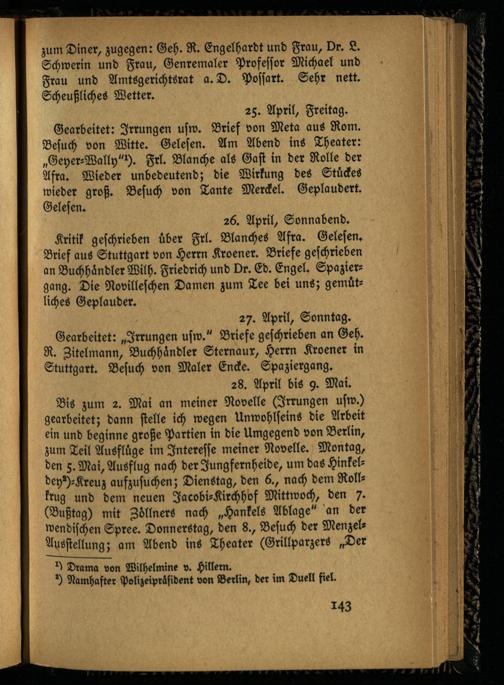 zum Diner, zugegen: Geh. R. Engelhardt und Frau, Dr. L.
Schwerin und Frau, Genremaler Professor Michael und
Frau und Amtsgerichtsrat a. D. Possart. Sehr nett.
Scheußliches Wetter.
25. April, Freitag.
Gearbeitet: Irrungen usw. Brief von Meta aus Rom.
Besuch von Witte. Gelesen. Am Abend ins Theater:
„Geyer-Wally“¹). Frl. Blanche als Gast in der Rolle der
Afra. Wieder unbedeutend; die Wirkung des Stückes
wieder groß. Besuch von Tante Merckel. Geplaudert.
Gelesen.
26. April, Sonnabend.
Kritik geschrieben über Frl. Blanches Afra. Gelesen.
Brief aus Stuttgart von Herrn Kroener. Briefe geschrieben
an Buchhändler Wilh. Friedrich und Dr. Ed. Engel. Spazier-
gang. Die Novilleschen Damen zum Tee bei uns; gemüt-
liches Geplauder.
27. April, Sonntag.
Gearbeitet: „Irrungen usw.“ Briefe geschrieben an Geh.
R. Zitelmann, Buchhändler Sternaux, Herrn Kroener in
Stuttgart. Besuch von Maler Encke. Spaziergang.
28. April bis 9. Mai.
Bis zum 2. Mai an meiner Novelle (Irrungen usw.)
gearbeitet; dann stelle ich wegen Unwohlseins die Arbeit
ein und beginne große Partien in die Umgegend von Berlin,
zum Teil Ausflüge im Interesse meiner Novelle. Montag,
den 5. Mai, Ausflug nach der Jungfernheide, um das Hinkel-
dey²)-Kreuz aufzusuchen; Dienstag, den 6., nach dem Roll-
krug und dem neuen Jacobi-Kirchhof Mittwoch, den 7.
(Bußtag) mit Zöllners nach „Hankels Ablage“ an der
wendischen Spree. Donnerstag, den 8., Besuch der Menzel-
Ausstellung; am Abend ins Theater (Grillparzers „Der
¹) Drama von Wilhelmine v. Hillern.
²) Namhafter Polizeipräsident von Berlin, der im Duell fiel.
143